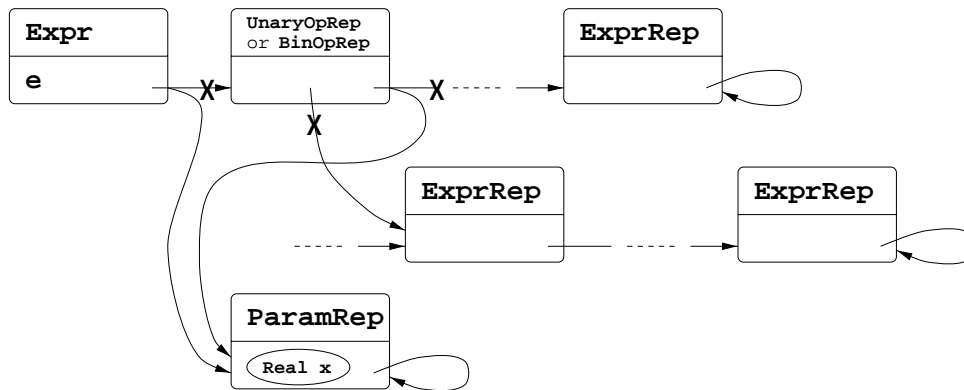 Expr
e
UnaryOpRep
or BinOpRep
X
X
X
ExprRep
ExprRep
ExprRep
ParamRep
Real x